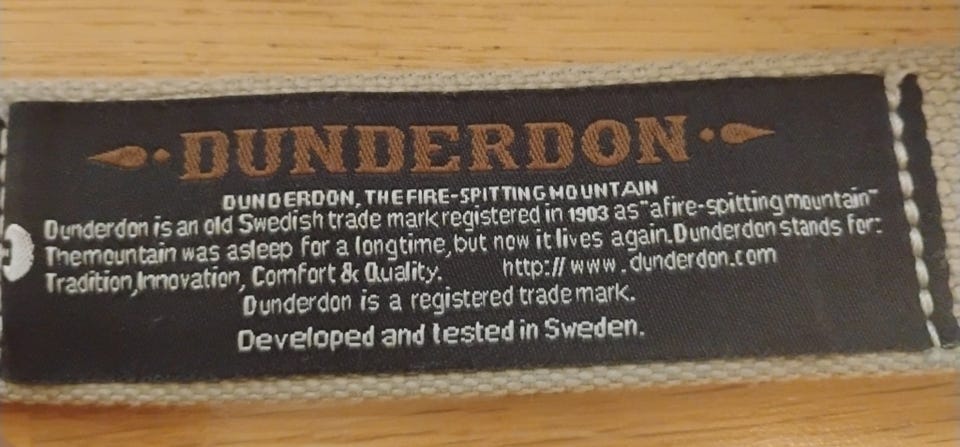 DUNDERDON
DUNDERDON, THE FIRE-SPITTING MOUNTAIN
Dunderdon is an old Swedish trade mark registered in 1903 as "a fire-spitting mountain"
The mountain was asleep for a longtime, but now it lives again. Dunderdon stands for:
Tradition, Innovation, Comfort & Quality. http://www.dunderdon.com
Dunderdon is a registered trade mark.
Developed and tested in Sweden.